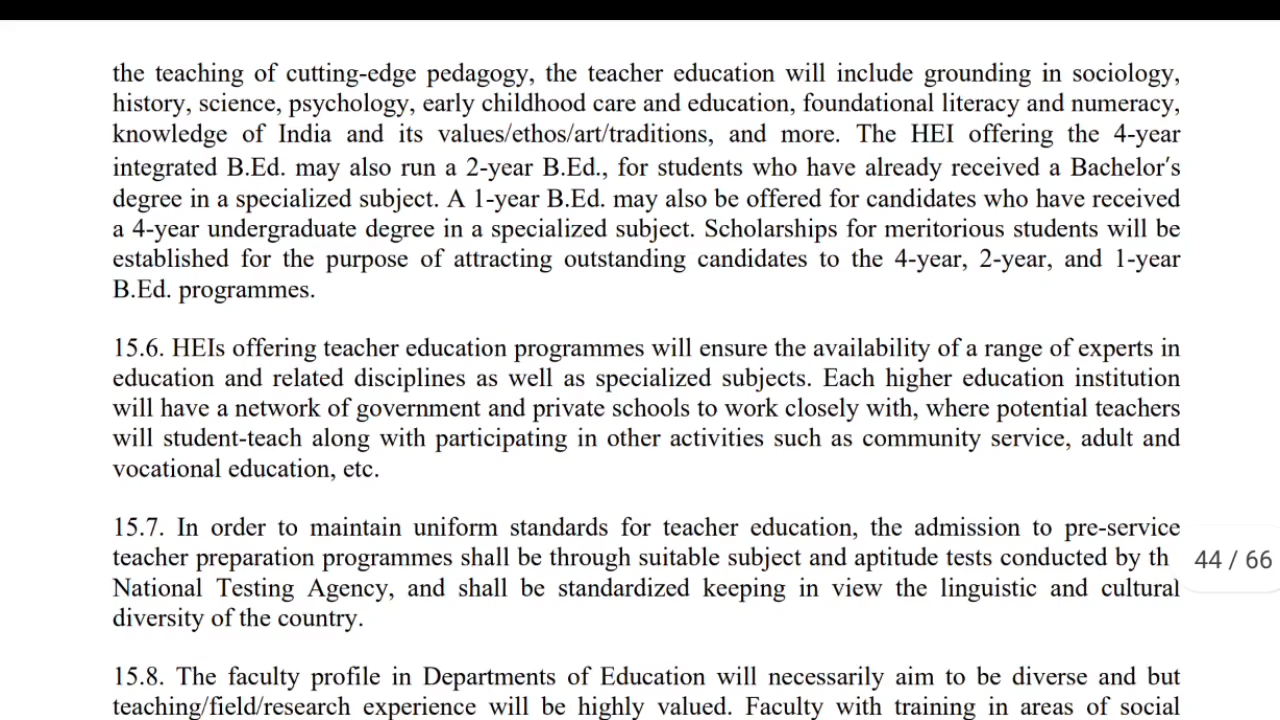 the teaching of cutting-edge pedagogy, the teacher education will include grounding in sociology,
history, science, psychology, early childhood care and education, foundational literacy and numeracy,
knowledge of India and its values/ethos/art/traditions, and more. The HEI offering the 4-year
integrated B.Ed. may also run a 2-year B.Ed., for students who have already received a Bachelor's
degree in a specialized subject. A 1-year B.Ed. may also be offered for candidates who have received
a 4-year undergraduate degree in a specialized subject. Scholarships for meritorious students will be
established for the purpose of attracting outstanding candidates to the 4-year, 2-year, and 1-year
B.Ed. programmes.
15.6. HEIs offering teacher education programmes will ensure the availability of a range of experts in
education and related disciplines as well as specialized subjects. Each higher education institution
will have a network of government and private schools to work closely with, where potential teachers
will student-teach along with participating in other activities such as community service, adult and
vocational education, etc.
15.7. In order to maintain uniform standards for teacher education, the admission to pre-service
teacher preparation programmes shall be through suitable subject and aptitude tests conducted by th
44 / 66
National Testing Agency, and shall be standardized keeping in view the linguistic and cultural
diversity of the country.
15.8. The faculty profile in Departments of Education will necessarily aim to be diverse and but
teaching/field/research experience will be highly valued. Faculty with training in areas of social